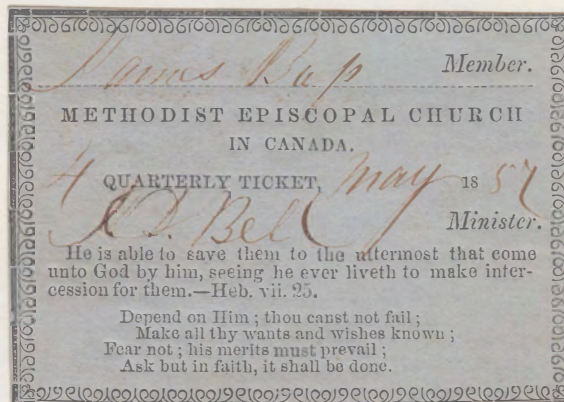 James Bap Member.
METHODIST EPISCOPAL CHURCH
IN CANADA.
4 QUARTERLY TICKET, May 1857
D. Bell Minister.
He is able to save them to the uttermost that come
unto God by him, seeing he ever liveth to make inter-
cession for them.—Heb. vii. 25.
Depend on Him ; thou canst not fail ;
Make all thy wants and wishes known ;
Fear not ; his merits must prevail ;
Ask but in faith, it shall be done.